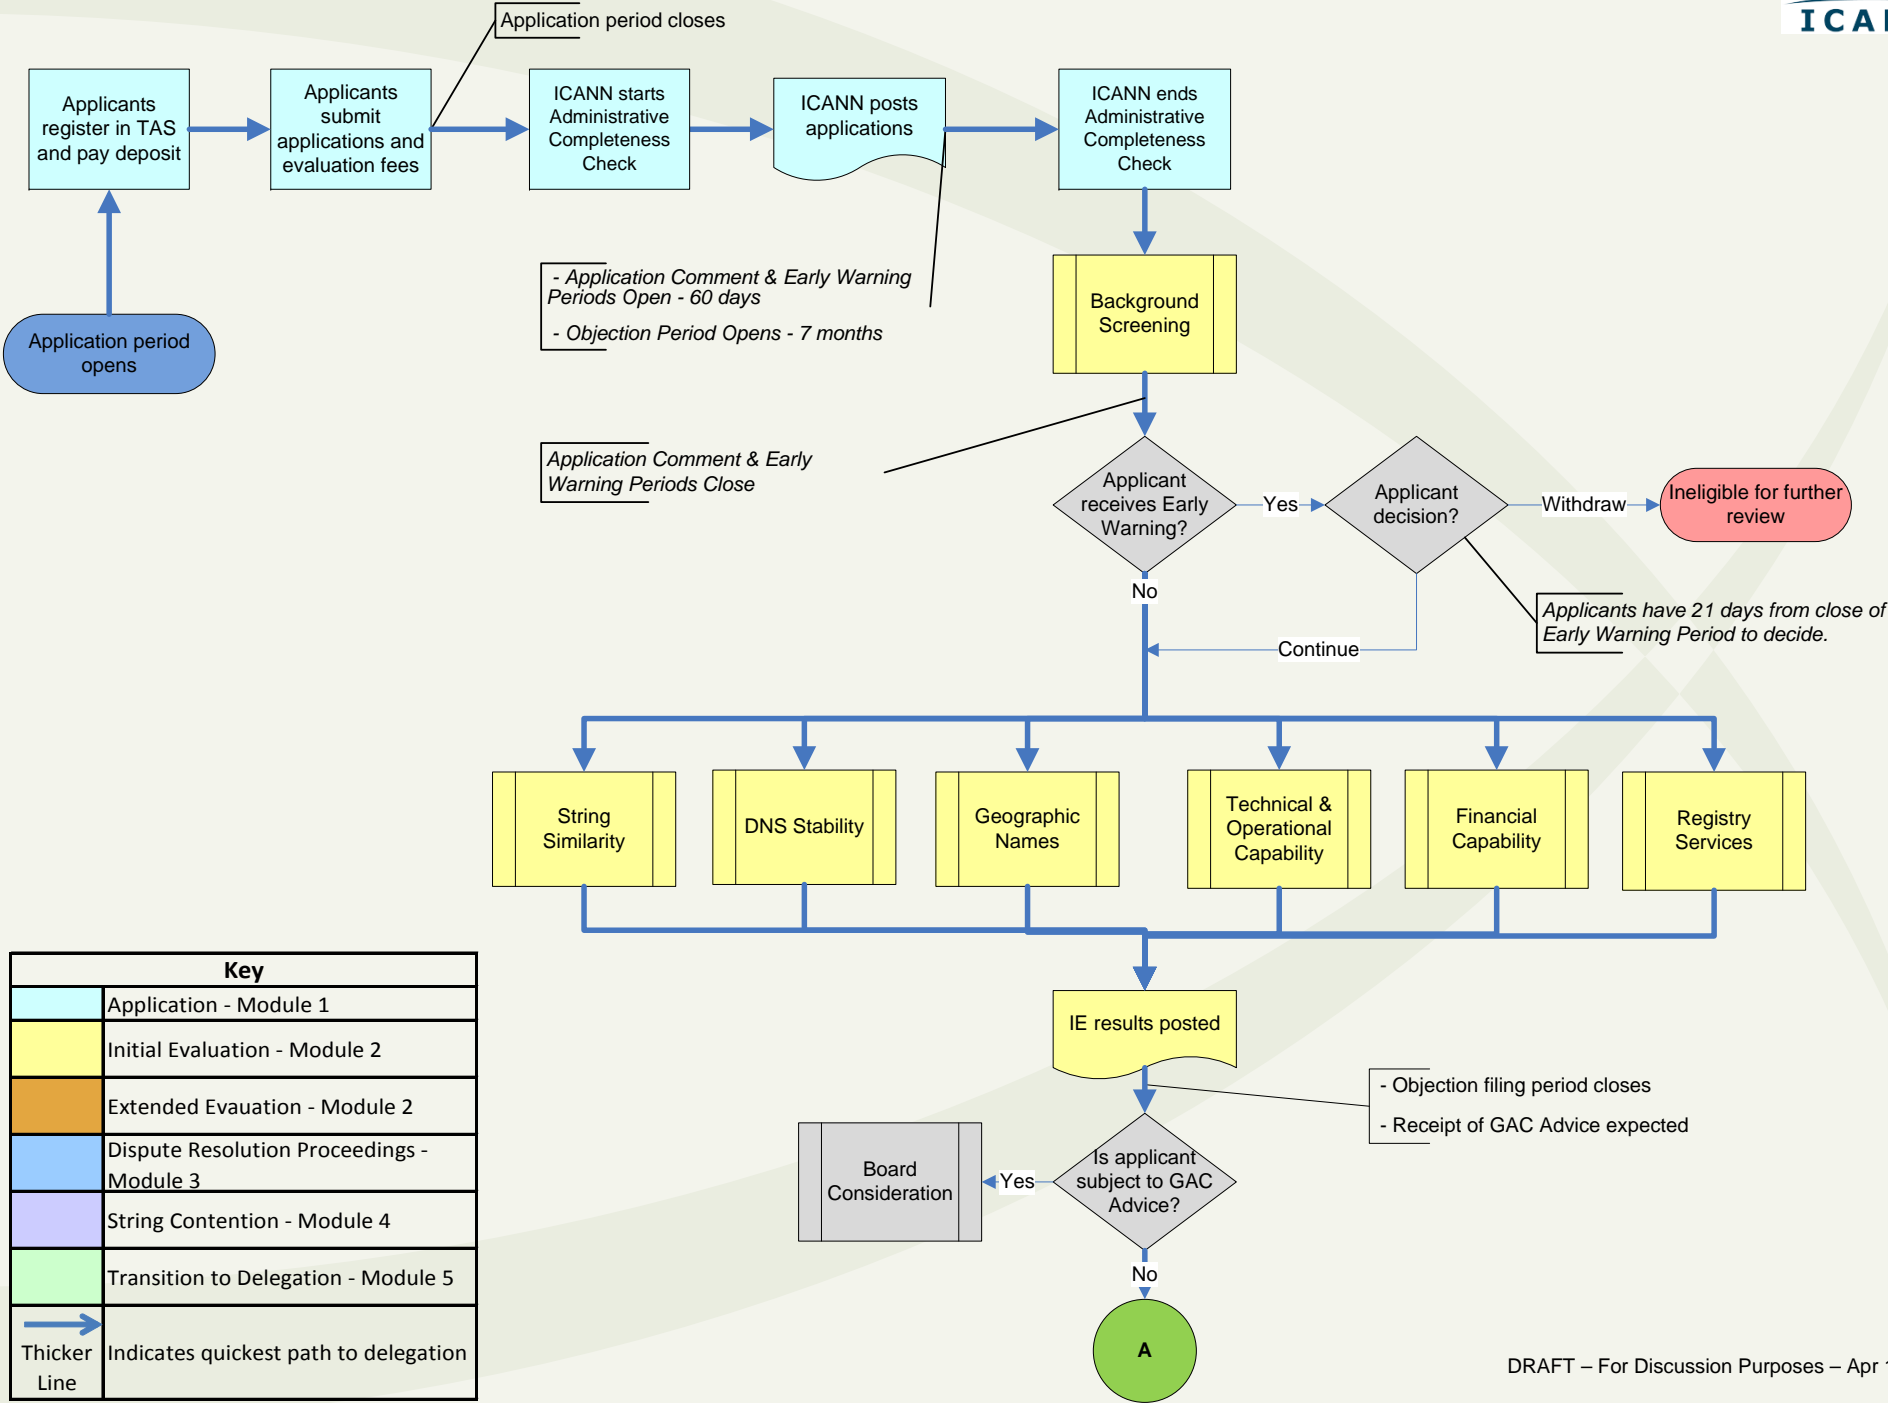 Application period closes
ICA
Applicants
register in TAS
and pay deposit
Applicants
submit
applications and
evaluation fees
ICANN starts
Administrative
Completeness
Check
ICANN posts
applications
ICANN ends
Administrative
Completeness
Check
- Application Comment & Early Warning
Periods Open - 60 days
- Objection Period Opens - 7 months
Background
Screening
Application period
opens
Application Comment & Early
Warning Periods Close
Applicant
receives Early
Warning?
Yes
Applicant
decision?
Withdraw
Ineligible for further
review
No
Applicants have 21 days from close of
Early Warning Period to decide.
Continue
String
Similarity
DNS Stability
Geographic
Names
Technical &
Operational
Capability
Financial
Capability
Registry
Services
IE results posted
- Objection filing period closes
- Receipt of GAC Advice expected
Board
Consideration
Yes
Is applicant
subject to GAC
Advice?
No
A
Key
Application - Module 1
Initial Evaluation - Module 2
Extended Evauation - Module 2
Dispute Resolution Proceedings -
Module 3
String Contention - Module 4
Transition to Delegation - Module 5
Thicker
Line
Indicates quickest path to delegation
DRAFT – For Discussion Purposes – Apr